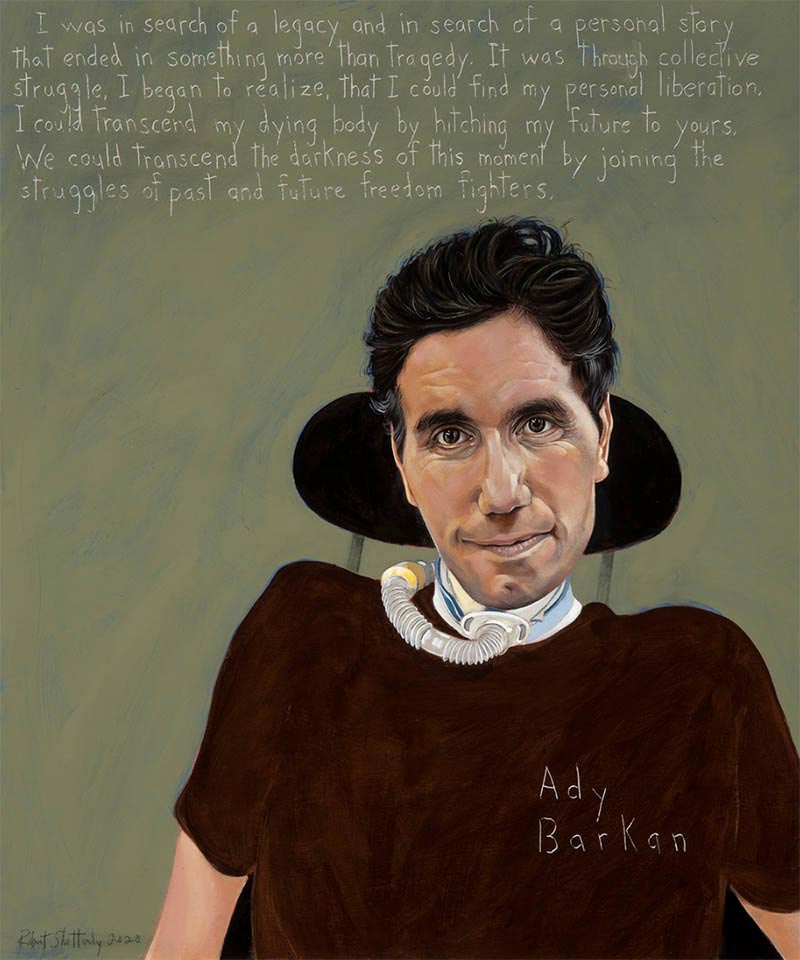 I was in search of a legacy and in search of a personal story
that ended in something more than tragedy. It was through collective
struggle, I began to realize, that I could find my personal liberation.
I could transcend my dying body by hitching my future to yours.
We could transcend the darkness of this moment by joining the
struggles of past and future freedom fighters.
Ady
Barkan
Robert Shetterly 2020